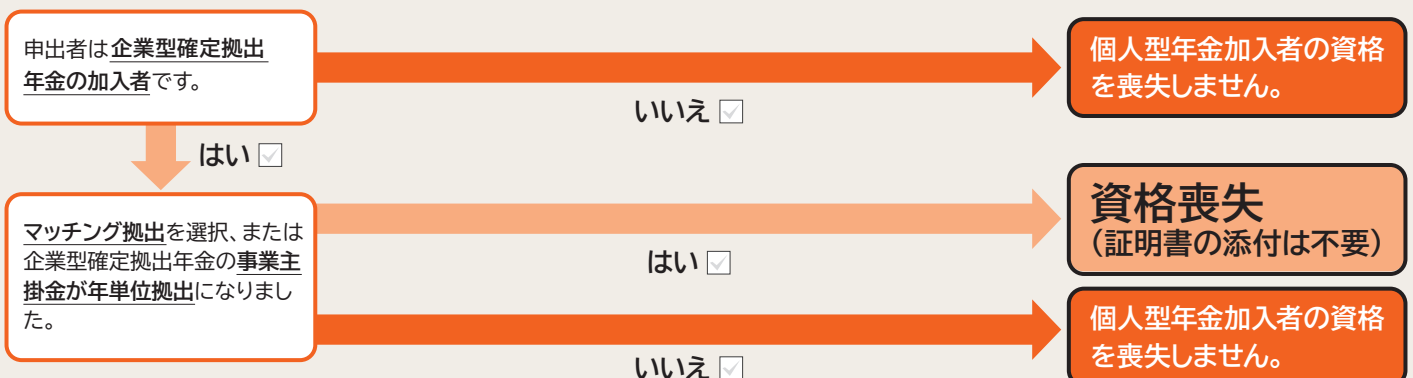 申出者は企業型確定拠出
年金の加入者です。
いいえ
個人型年金加入者の資格
を喪失しません。
はい
マッチング拠出を選択、または
企業型確定拠出年金の事業主
掛金が年単位拠出になりまし
た。
はい
資格喪失
（証明書の添付は不要）
いいえ
個人型年金加入者の資格
を喪失しません。